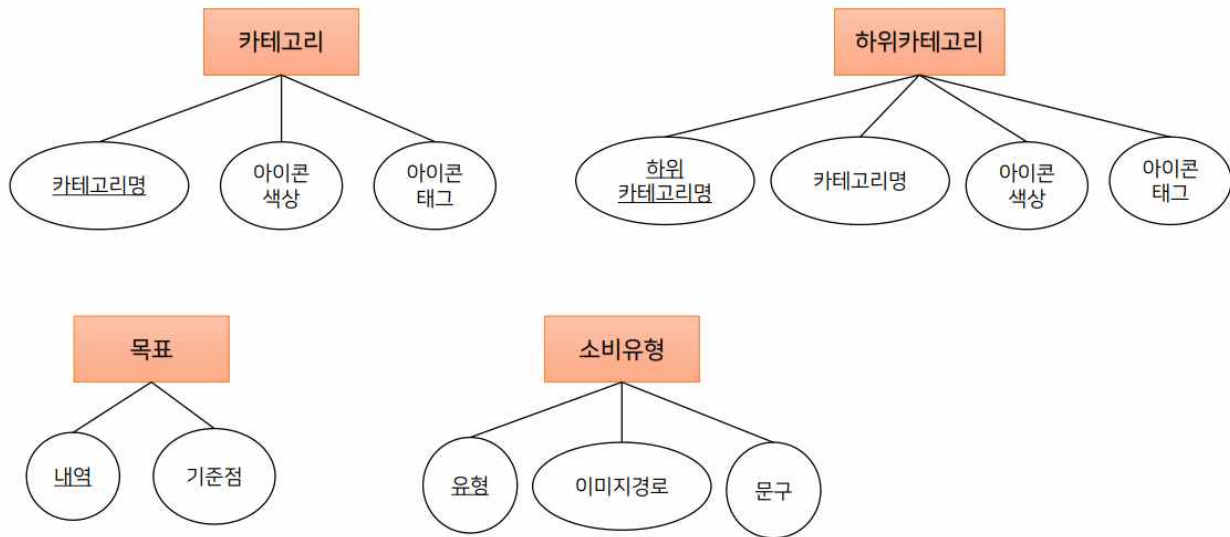 카테고리
카테고리명
아이콘
색상
아이콘
태그
하위카테고리
하위
카테고리명
카테고리명
아이콘
색상
아이콘
태그
목표
내역
기준점
소비유형
유형
이미지경로
문구